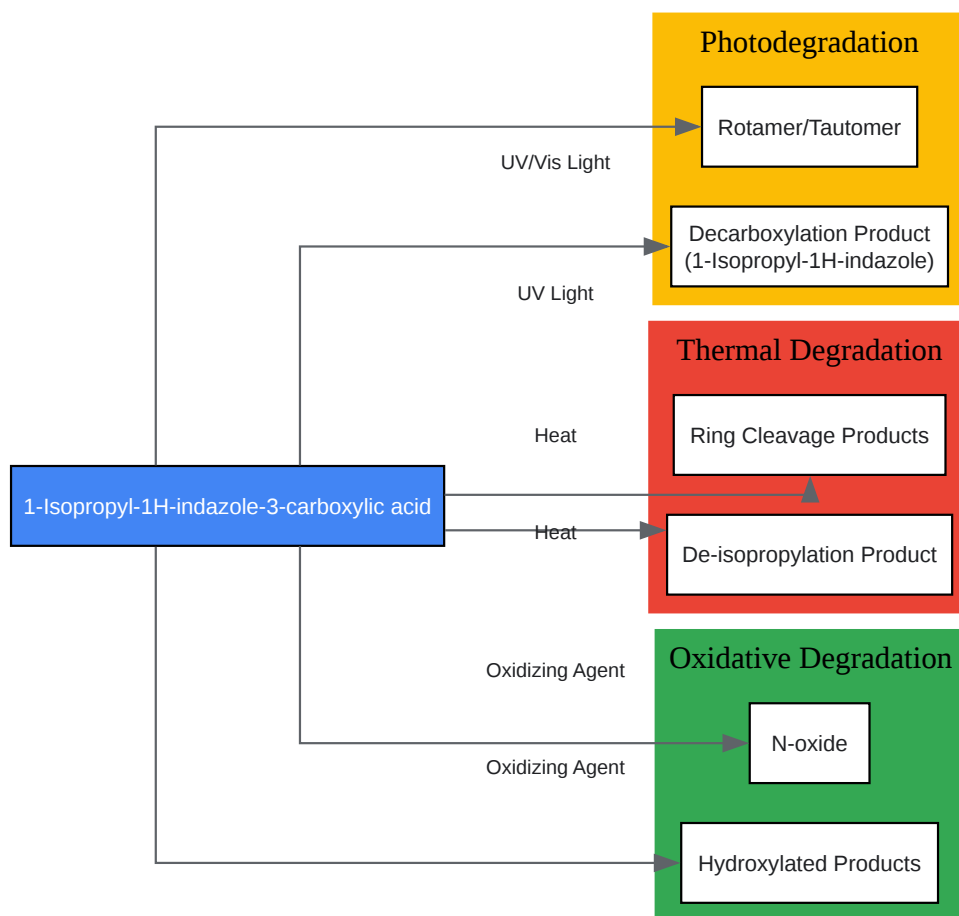 Photodegradation
Rotamer/Tautomer
UV/Vis Light
Decarboxylation Product
(1-Isopropyl-1H-indazole)
UV Light
Thermal Degradation
Ring Cleavage Products
Heat
1-Isopropyl-1H-indazole-3-carboxylic acid
Heat
De-isopropylation Product
Oxidative Degradation
Oxidizing Agent
N-oxide
Oxidizing Agent
Hydroxylated Products